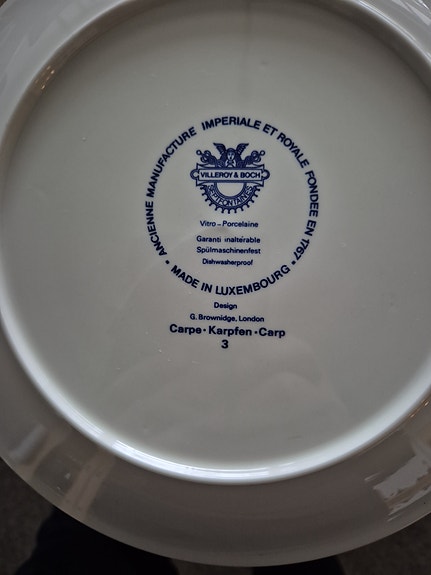 ANCIENNE MANUFACTURE IMPERIALE ET ROYALE FONDEE EN 1767 •
VILLEROY & BOCH
SEPTFONTAINES
Vitro-Porcelaine
Garanti inaltérable
Spülmaschinenfest
Dishwasherproof
• MADE IN LUXEMBOURG •
Design
G. Brownidge, London
Carpe•Karpfen•Carp
3